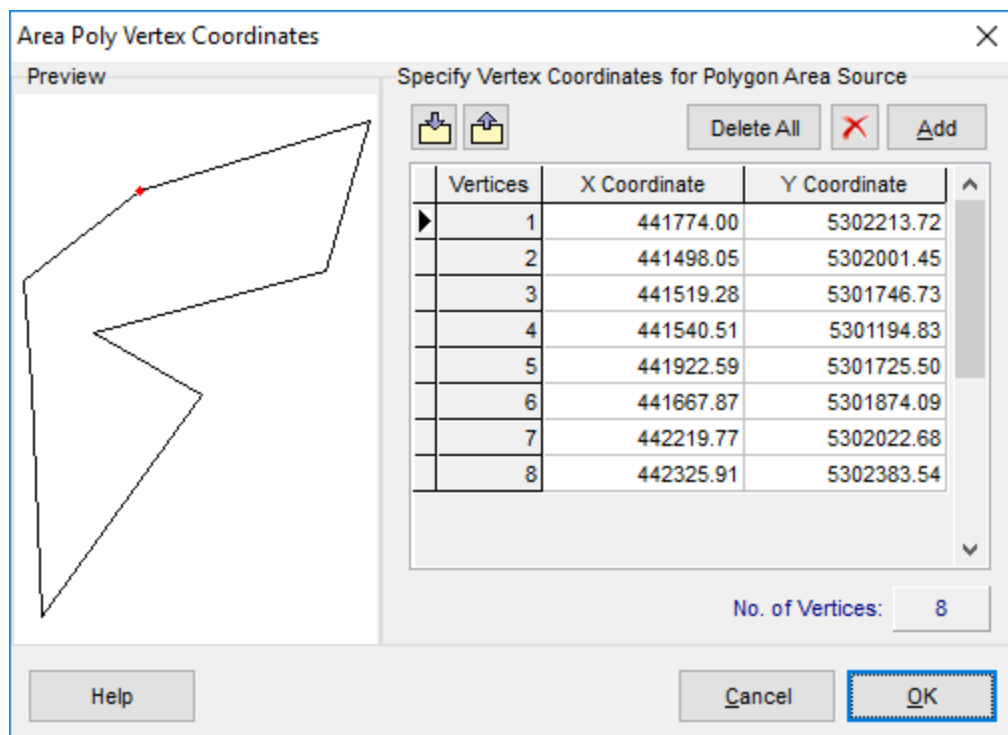 Area Poly Vertex Coordinates
Preview
Specify Vertex Coordinates for Polygon Area Source
Delete All Add
Vertices X Coordinate Y Coordinate
1 441774.00 5302213.72
2 441498.05 5302001.45
3 441519.28 5301746.73
4 441540.51 5301194.83
5 441922.59 5301725.50
6 441667.87 5301874.09
7 442219.77 5302022.68
8 442325.91 5302383.54
No. of Vertices: 8
Help Cancel OK